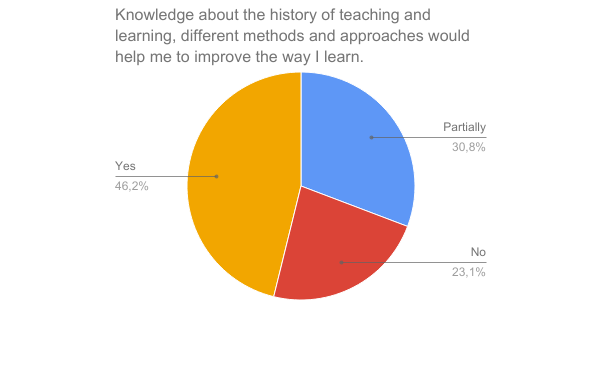 Knowledge about the history of teaching and
learning, different methods and approaches would
help me to improve the way I learn.
Partially
30,8%
Yes
46,2%
No
23,1%